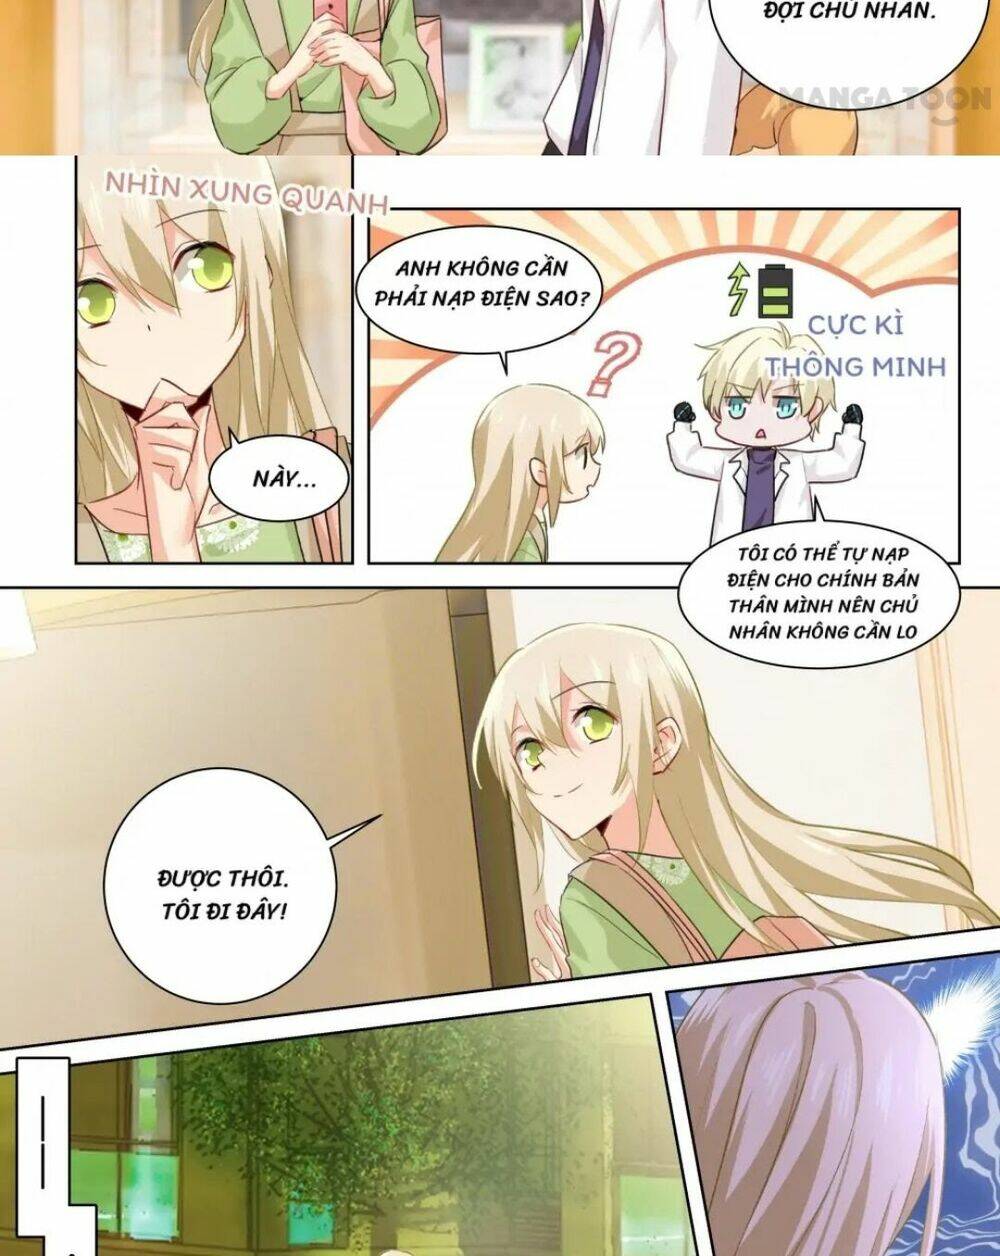 ĐỢI CHỦ NHÂN.
MANGATOON
NHÌN XUNG QUANH
ANH KHÔNG CẦN
PHẢI NẠP ĐIỆN SAO?
?
CỰC KÌ
THÔNG MINH
NÀY...
TÔI CÓ THỂ TỰ NẠP
ĐIỆN CHO CHÍNH BẢN
THÂN MÌNH NÊN CHỦ
NHÂN KHÔNG CẦN LO
ĐƯỢC THÔI.
TÔI ĐI ĐÂY!